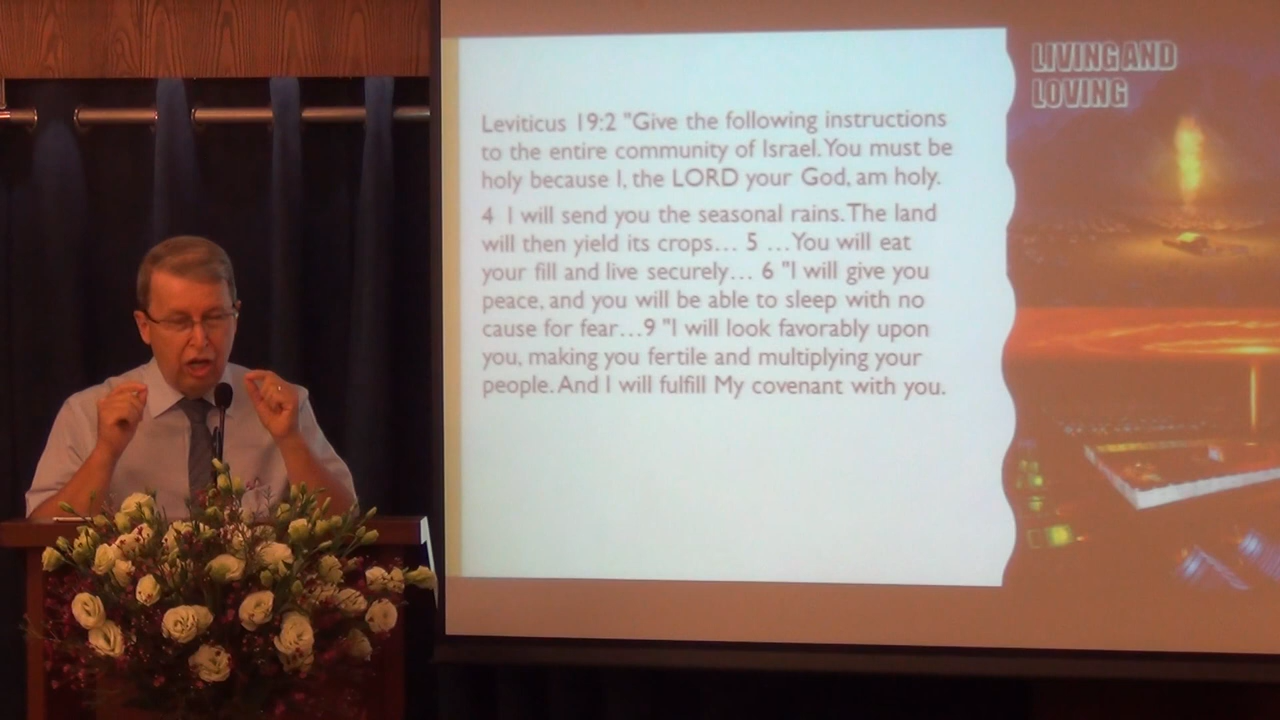 LIVING AND
LOVING
Leviticus 19:2 "Give the following instructions
to the entire community of Israel. You must be
holy because I, the LORD your God, am holy.
4 I will send you the seasonal rains. The land
will then yield its crops... 5 ...You will eat
your fill and live securely... 6 "I will give you
peace, and you will be able to sleep with no
cause for fear...9 "I will look favorably upon
you, making you fertile and multiplying your
people. And I will fulfill My covenant with you.